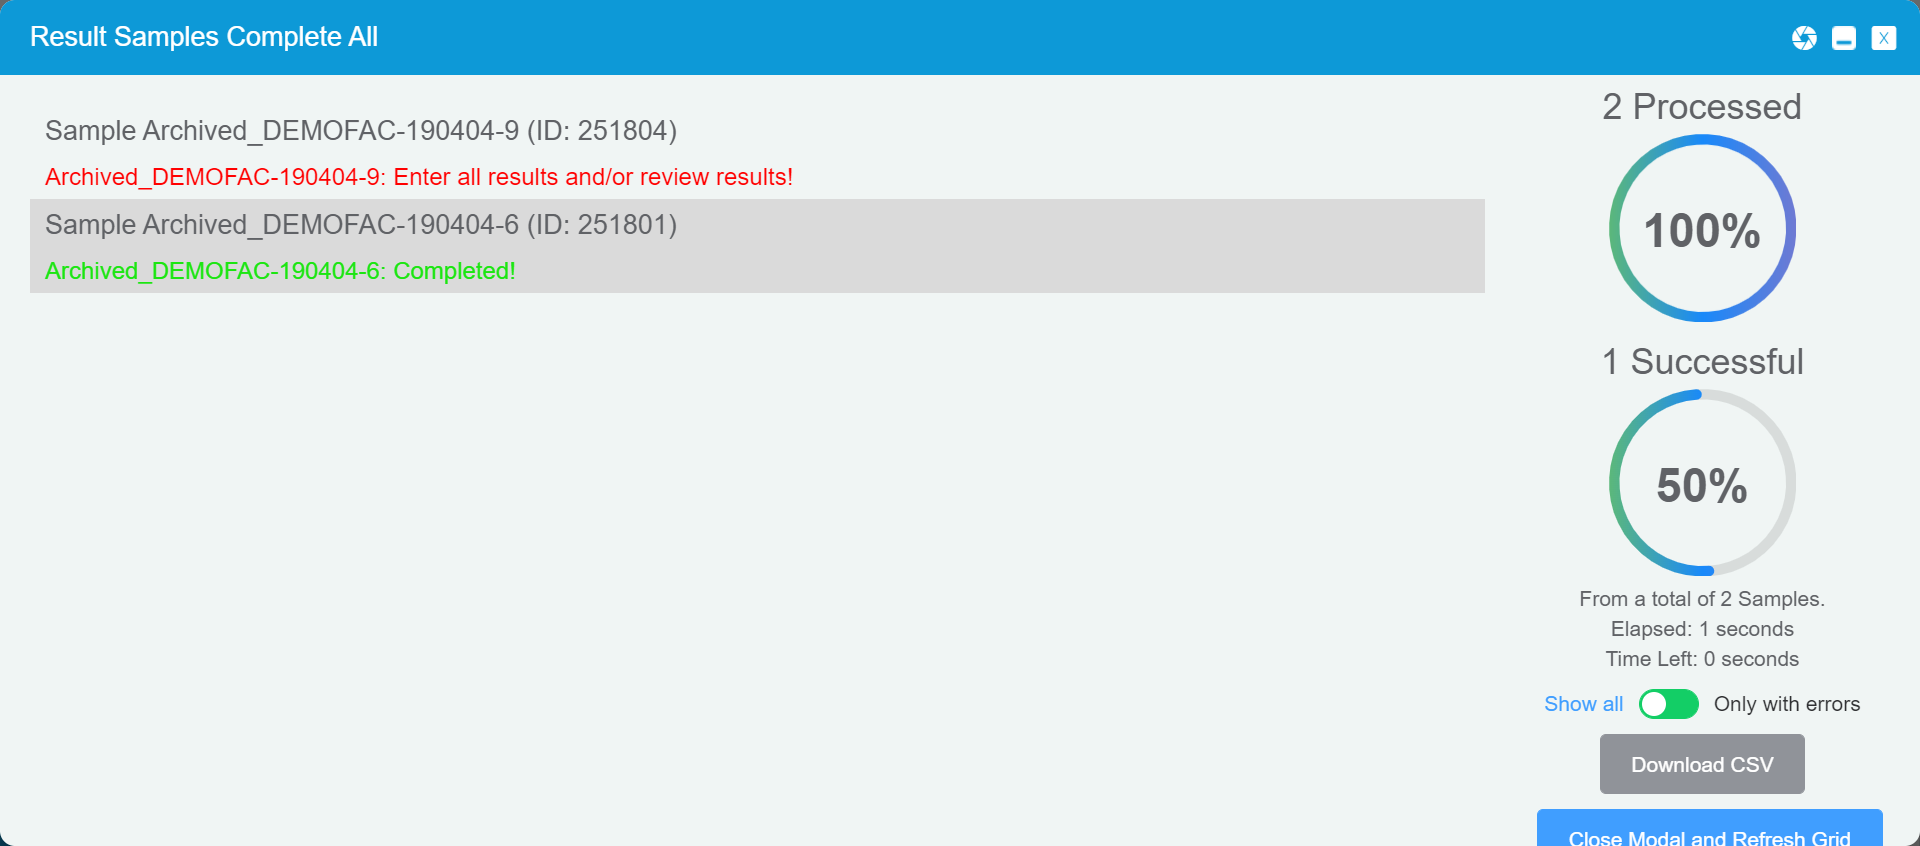 Result Samples Complete All
X
Sample Archived_DEMOFAC-190404-9 (ID: 251804)
Archived_DEMOFAC-190404-9: Enter all results and/or review results!
Sample Archived_DEMOFAC-190404-6 (ID: 251801)
Archived_DEMOFAC-190404-6: Completed!
2 Processed
100%
1 Successful
50%
From a total of 2 Samples.
Elapsed: 1 seconds
Time Left: 0 seconds
Show all Only with errors
Download CSV
Close Modal and Refresh Grid